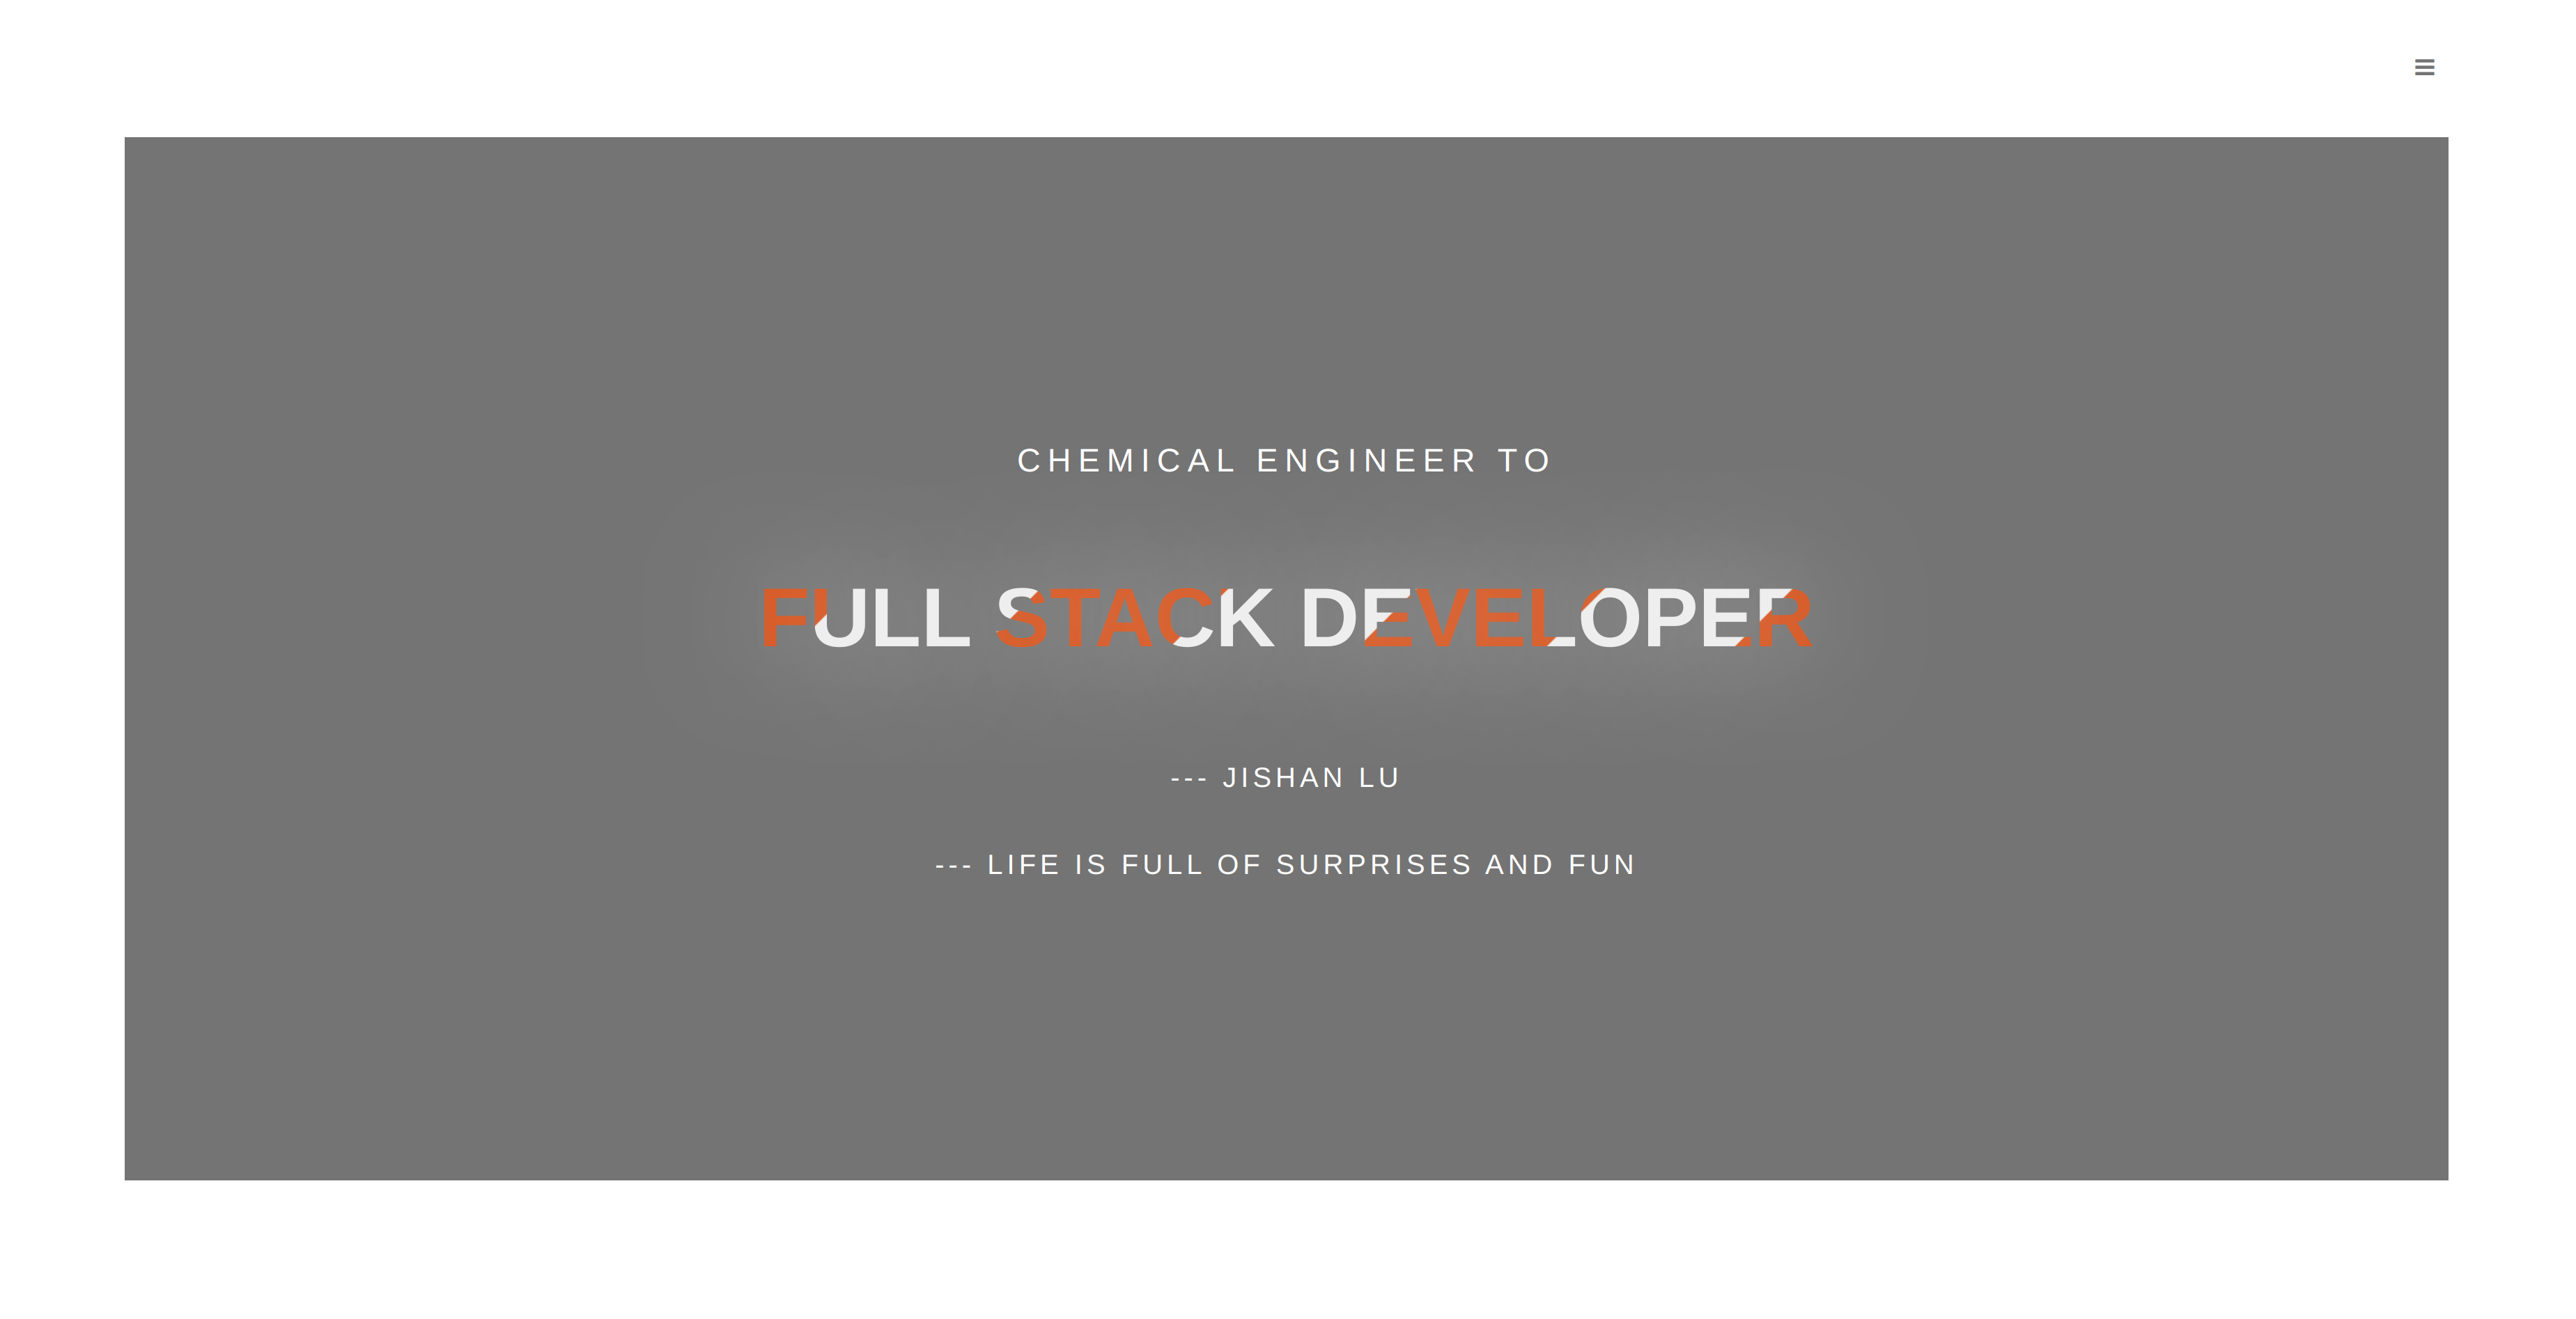 CHEMICAL ENGINEER TO
FULL STACK DEVELOPER
--- JISHAN LU
--- LIFE IS FULL OF SURPRISES AND FUN